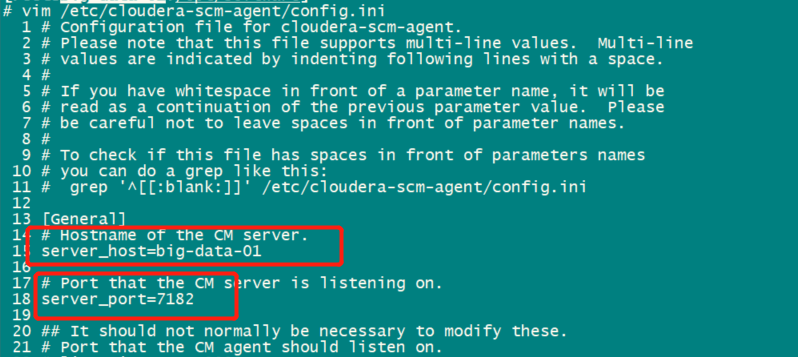 # vim /etc/cloudera-scm-agent/config.ini
1 # Configuration file for cloudera-scm-agent.
2 # Please note that this file supports multi-line values.  Multi-line
3 # values are indicated by indenting following lines with a space.
4 #
5 # If you have whitespace in front of a parameter name, it will be
6 # read as a continuation of the previous parameter value.  Please
7 # be careful not to leave spaces in front of parameter names.
8 #
9 # To check if this file has spaces in front of parameters names
10 # you can do a grep like this:
11 #  grep '^[[:blank:]]' /etc/cloudera-scm-agent/config.ini
12
13 [General]
14 # Hostname of the CM server.
15 server_host=big-data-01
16
17 # Port that the CM server is listening on.
18 server_port=7182
19
20 ## It should not normally be necessary to modify these.
21 # Port that the CM agent should listen on.